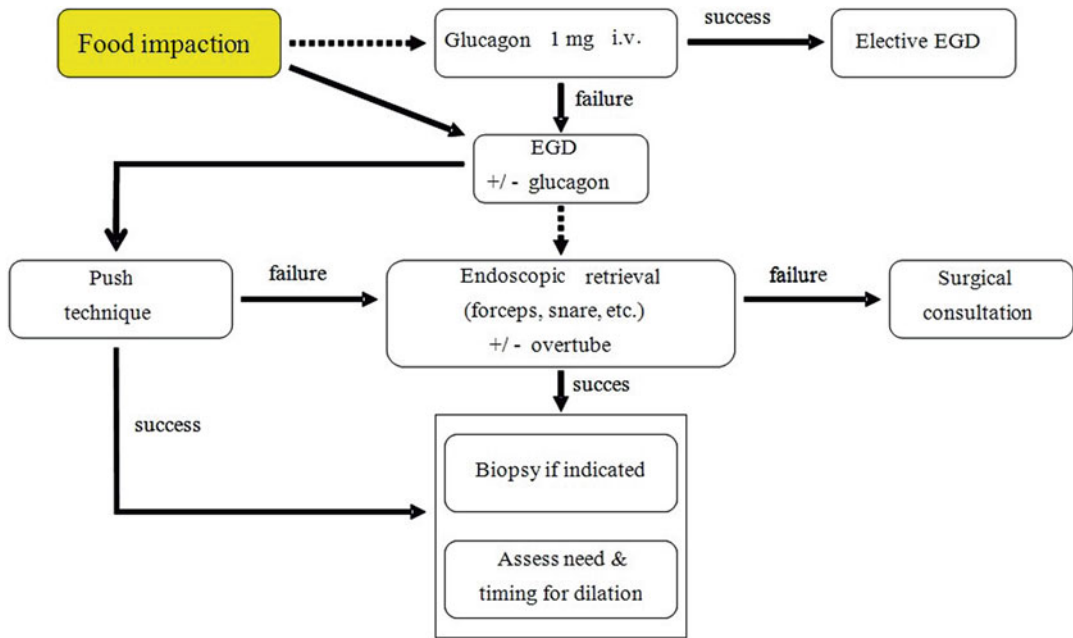 Food impaction
Glucagon 1 mg i.v.
success
Elective EGD
failure
EGD
+/- glucagon
Push
technique
failure
Endoscopic retrieval
(forceps, snare, etc.)
+/- overtube
failure
Surgical
consultation
succes
success
Biopsy if indicated
Assess need &
timing for dilation